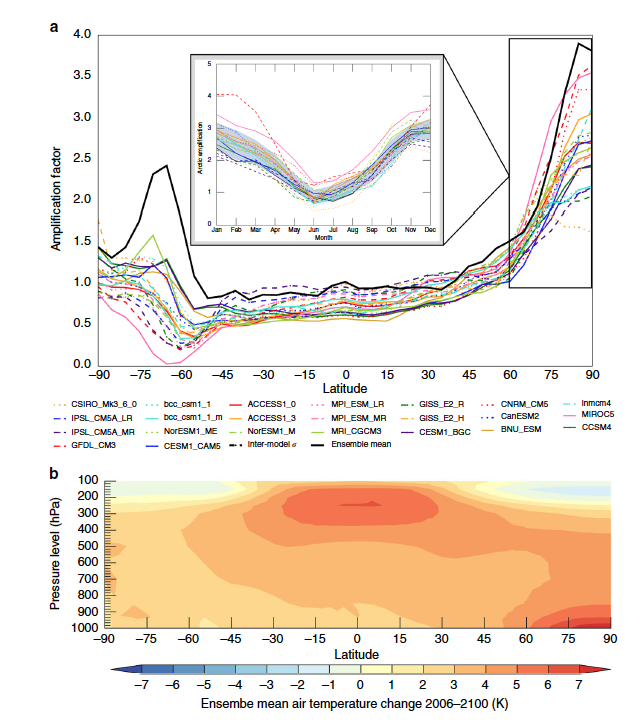 a
4.0
3.5
3.0
2.5
2.0
1.5
1.0
0.5
0.0
Amplification factor
5
4
3
2
1
0
Arctic amplification
Jan Feb Mar Apr May Jun Jul Aug Sep Oct Nov Dec
Month
−90 −75 −60 −45 −30 −15 0 15 30 45 60 75 90
Latitude
CSIRO_Mk3_6_0 bcc_csm1_1 ACCESS1_0 MPI_ESM_LR GISS_E2_R CNRM_CM5 Inmcm4
IPSL_CM5A_LR bcc_csm1_1_m ACCESS1_3 MPI_ESM_MR GISS_E2_H CanESM2 MIROC5
IPSL_CM5A_MR NorESM1_ME NorESM1_M MRI_CGCM3 CESM1_BGC BNU_ESM CCSM4
GFDL_CM3 CESM1_CAM5 Inter-model σ Ensemble mean
b
100
200
300
400
500
600
700
800
900
1000
Pressure level (hPa)
−90 −75 −60 −45 −30 −15 0 15 30 45 60 75 90
Latitude
−7 −6 −5 −4 −3 −2 −1 0 1 2 3 4 5 6 7
Ensembe mean air temperature change 2006–2100 (K)